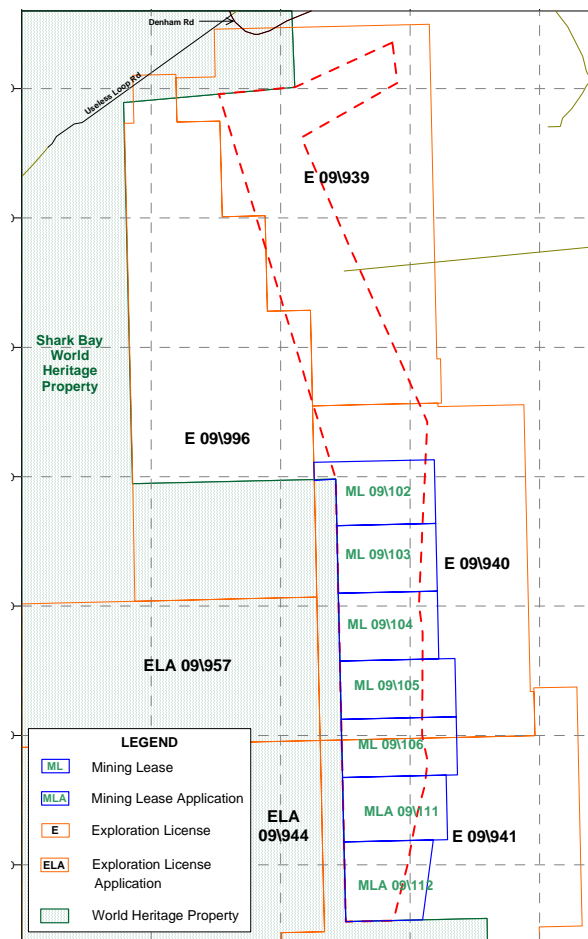 Denham Rd
Useless Loop Rd
E 09\939
Shark Bay
World
Heritage
Property
E 09\996
ML 09\102
ML 09\103
E 09\940
ML 09\104
ELA 09\957
ML 09\105
ML 09\106
MLA 09\111
ELA
09\944
E 09\941
MLA 09\112
LEGEND
ML Mining Lease
MLA Mining Lease Application
E Exploration License
ELA Exploration License
Application
World Heritage Property